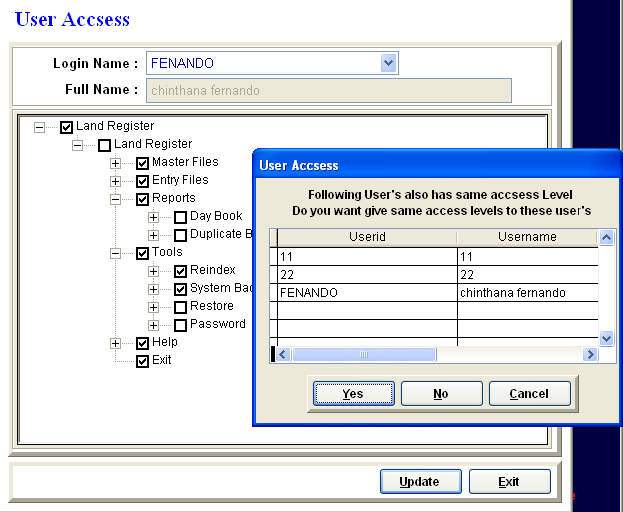 User Accsess
Login Name : FENANDO
Full Name : chinthana fernando
Land Register
Land Register
Master Files
Entry Files
Reports
Day Book
Duplicate B
Tools
Reindex
System Bac
Restore
Password
Help
Exit
User Accsess
Following User's also has same accsess Level
Do you want give same access levels to these user's
Userid Username
11 11
22 22
FENANDO chinthana fernando
Yes No Cancel
Update Exit